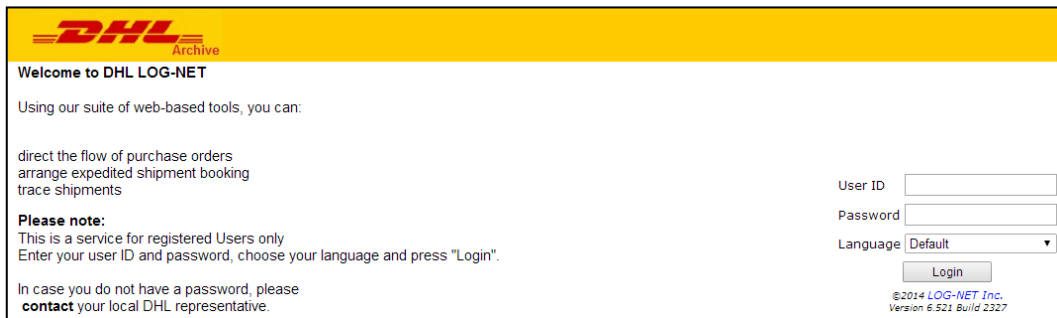 DHL
Archive
Welcome to DHL LOG-NET
Using our suite of web-based tools, you can:
direct the flow of purchase orders
arrange expedited shipment booking
trace shipments
Please note:
This is a service for registered Users only
Enter your user ID and password, choose your language and press "Login".
In case you do not have a password, please
contact your local DHL representative.
User ID
Password
Language Default
Login
©2014 LOG-NET Inc.
Version 6.521 Build 2327